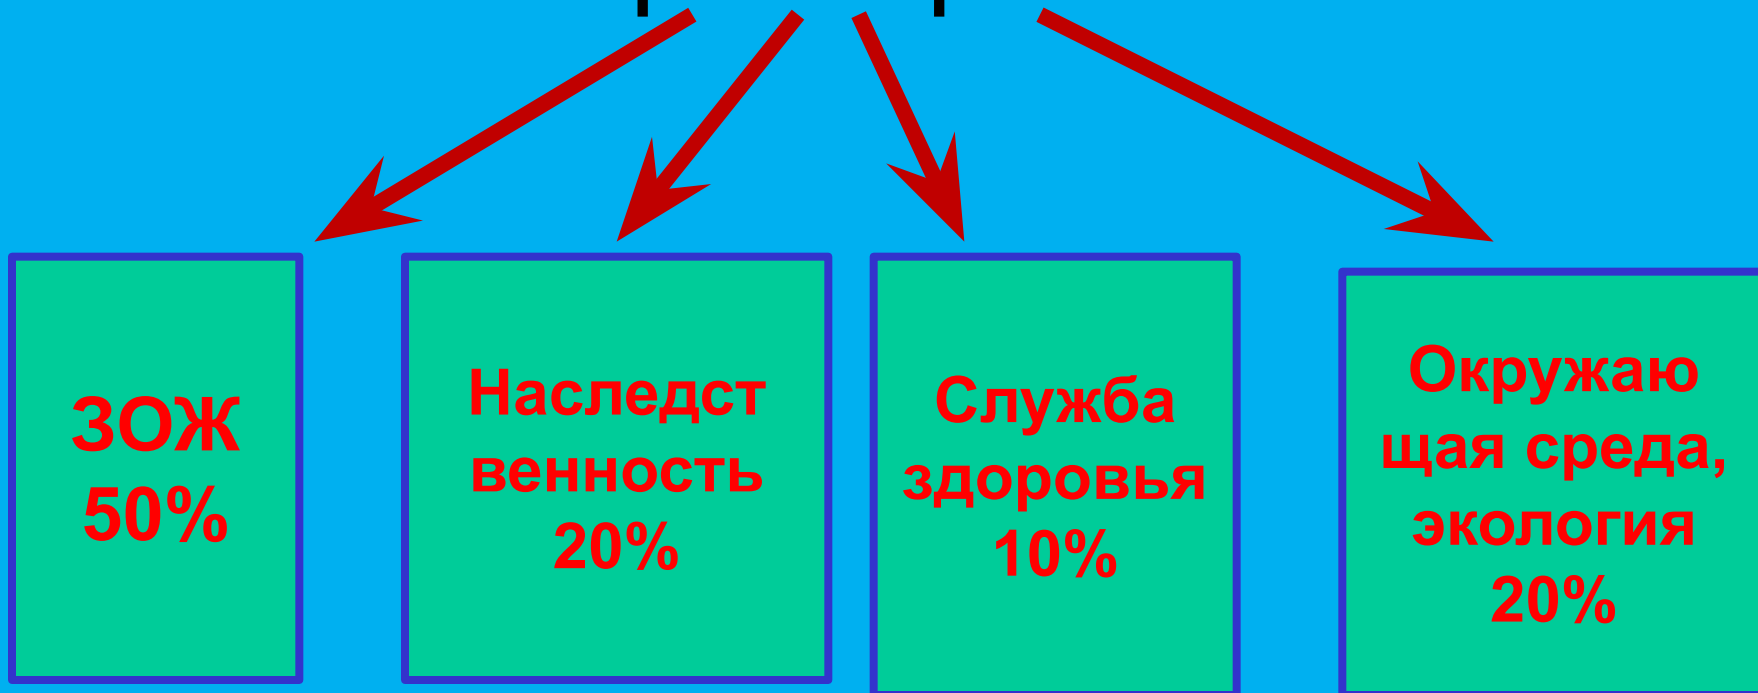 ЗОЖ
50%
Наследст
венность
20%
Служба
здоровья
10%
Окружаю
щая среда,
экология
20%